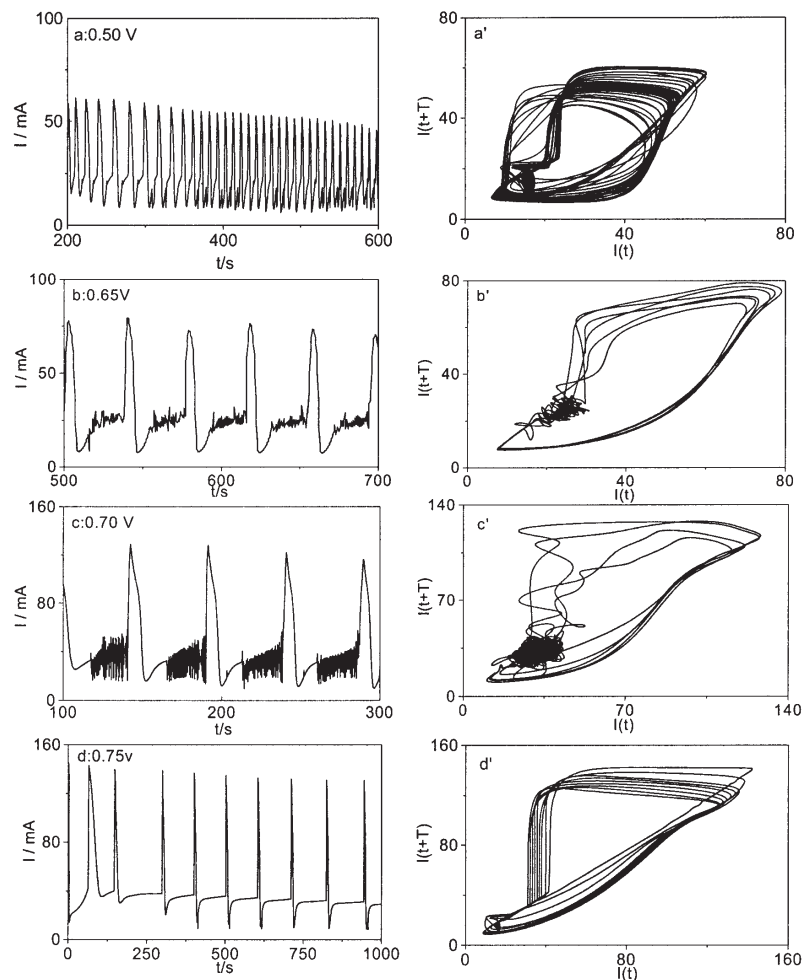 a:0.50 V
100
50
0
200 400 600
I / mA
t/s
a'
80
40
0
0 40 80
I(t+T)
I(t)
b:0.65V
100
50
0
500 600 700
I / mA
t/s
b'
80
40
0
0 40 80
I(t+T)
I(t)
c:0.70 V
160
80
0
100 200 300
I / mA
t/s
c'
140
70
0
0 70 140
I(t+T)
I(t)
d:0.75v
160
80
0
0 250 500 750 1000
I / mA
t/s
d'
160
80
0
0 80 160
I(t+T)
I(t)